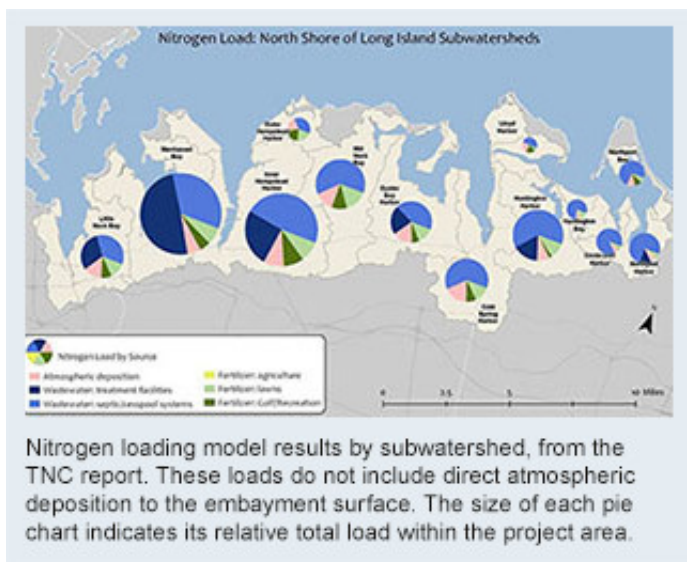 Nitrogen Load: North Shore of Long Island Subwatersheds
Outer
Hempstead
Harbor
Lloyd
Harbor
Manhasset
Bay
Mill
Neck
Bay
Northport
Bay
Inner
Hempstead
Harbor
Little
Neck Bay
Oyster
Bay
Harbor
Huntington
Harbor
Huntington
Bay
Centerport
Harbor
Northport
Harbor
Cold
Spring
Harbor
N
Nitrogen Load by Source
Atmospheric deposition
Wastewater: treatment facilities
Wastewater: septic/cesspool systems
Fertilizer: agriculture
Fertilizer: lawns
Fertilizer: Golf/Recreation
0 2.5 5 10 Miles
Nitrogen loading model results by subwatershed, from the
TNC report. These loads do not include direct atmospheric
deposition to the embayment surface. The size of each pie
chart indicates its relative total load within the project area.